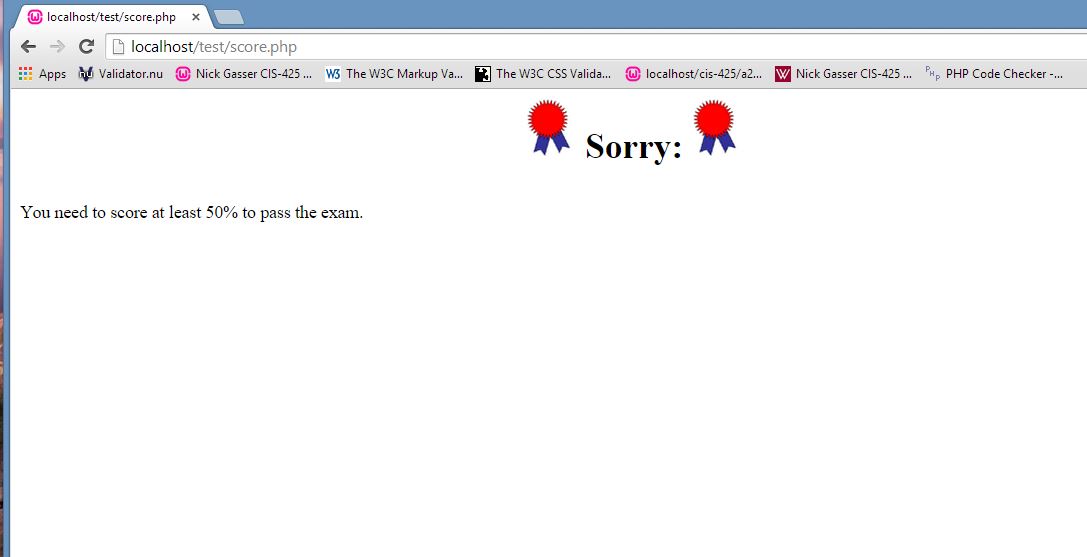 localhost/test/score.php
localhost/test/score.php
Apps Validator.nu Nick Gasser CIS-425 ... W3 The W3C Markup Va... The W3C CSS Valida... localhost/cis-425/a2... W Nick Gasser CIS-425 ... PHP PHP Code Checker -...
Sorry:
You need to score at least 50% to pass the exam.